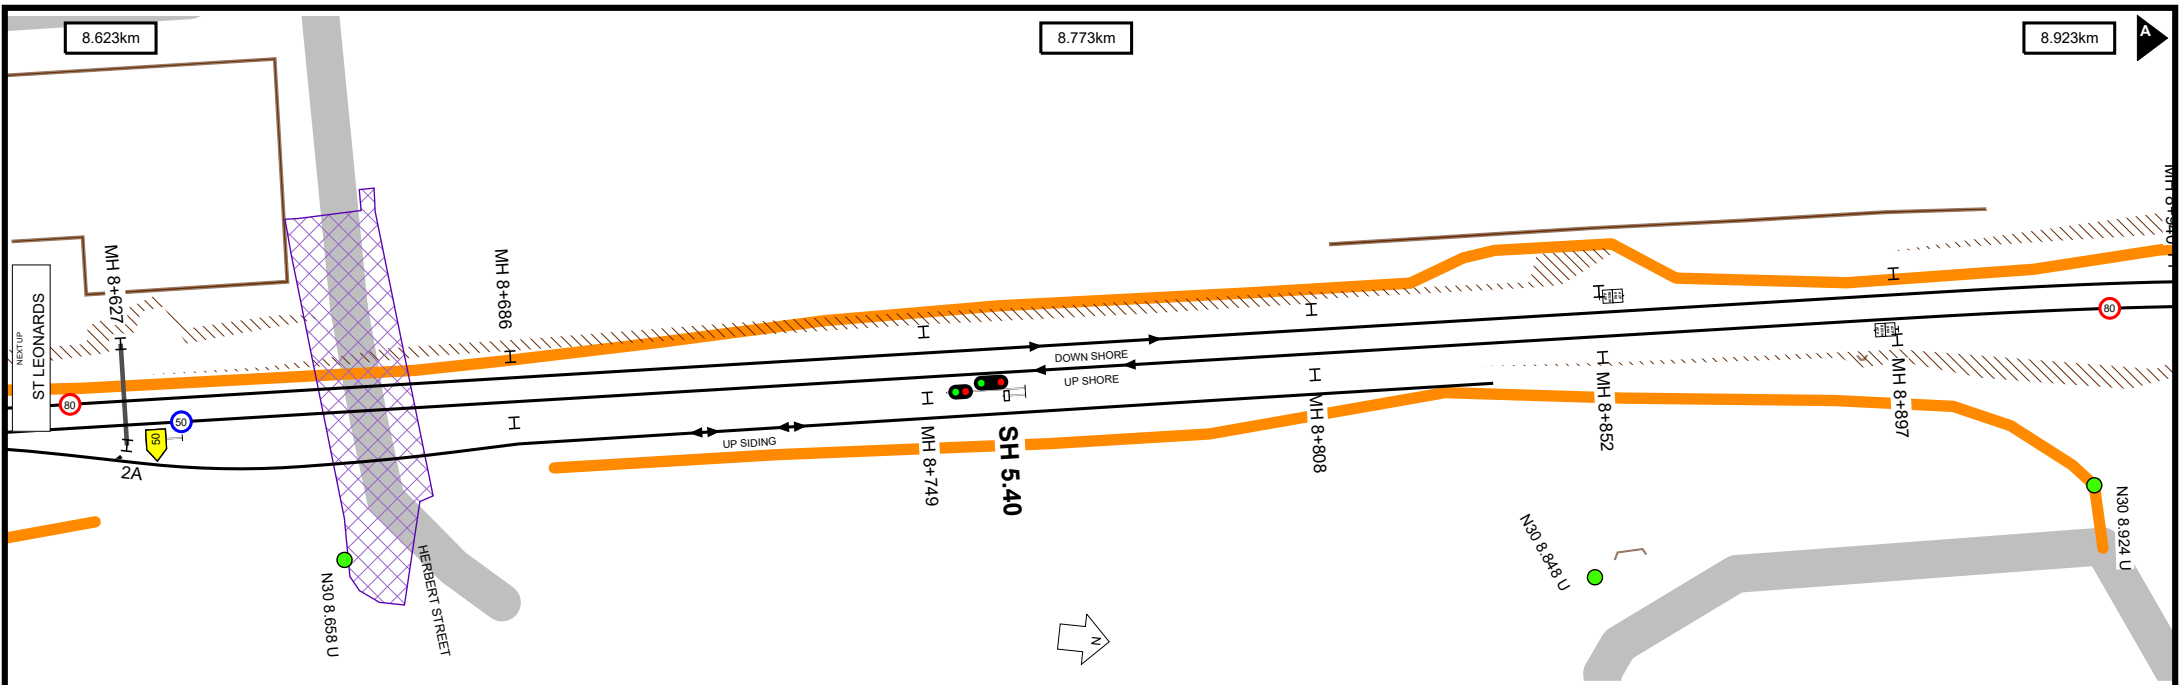 8.623km
8.773km
8.923km
A
NEXT UP
ST LEONARDS
MH 8+627
80
50
50
2A
MH 8+686
HERBERT STREET
N30 8.658 U
DOWN SHORE
UP SHORE
UP SIDING
MH 8+749
SH 5.40
MH 8+808
MH 8+852
MH 8+897
80
N30 8.848 U
N30 8.924 U
N